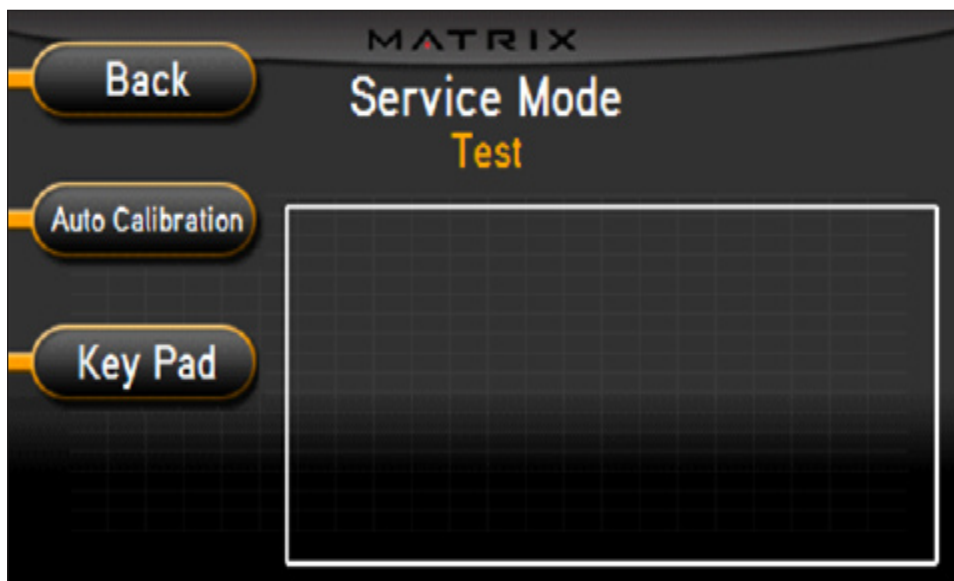 MATRIX
Back
Service Mode
Test
Auto Calibration
Key Pad